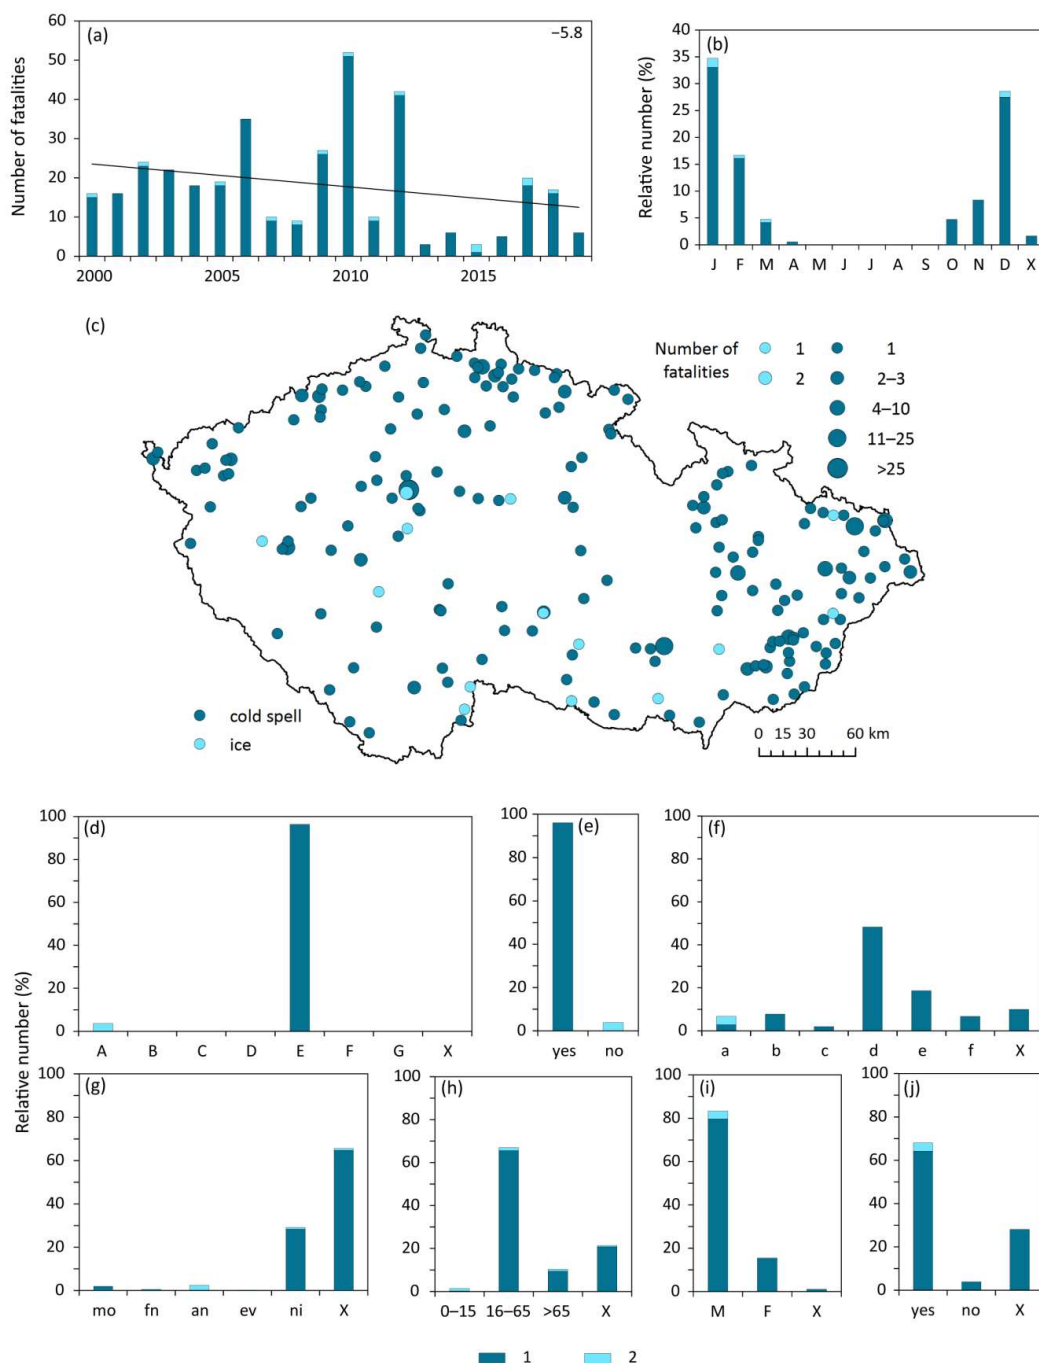 (a)
−5.8
Number of fatalities
60
50
40
30
20
10
0
2000
2005
2010
2015
(b)
Relative number (%)
40
35
30
25
20
15
10
5
0
J F M A M J J A S O N D X
(c)
Number of fatalities
1
2
1
2–3
4–10
11–25
>25
cold spell
ice
0 15 30 60 km
Relative number (%)
(d)
100
80
60
40
20
0
A B C D E F G X
(e)
100
80
60
40
20
0
yes no
(f)
100
80
60
40
20
0
a b c d e f X
(g)
100
80
60
40
20
0
mo fn an ev ni X
(h)
100
80
60
40
20
0
0–15 16–65 >65 X
(i)
100
80
60
40
20
0
M F X
(j)
100
80
60
40
20
0
yes no X
1 2